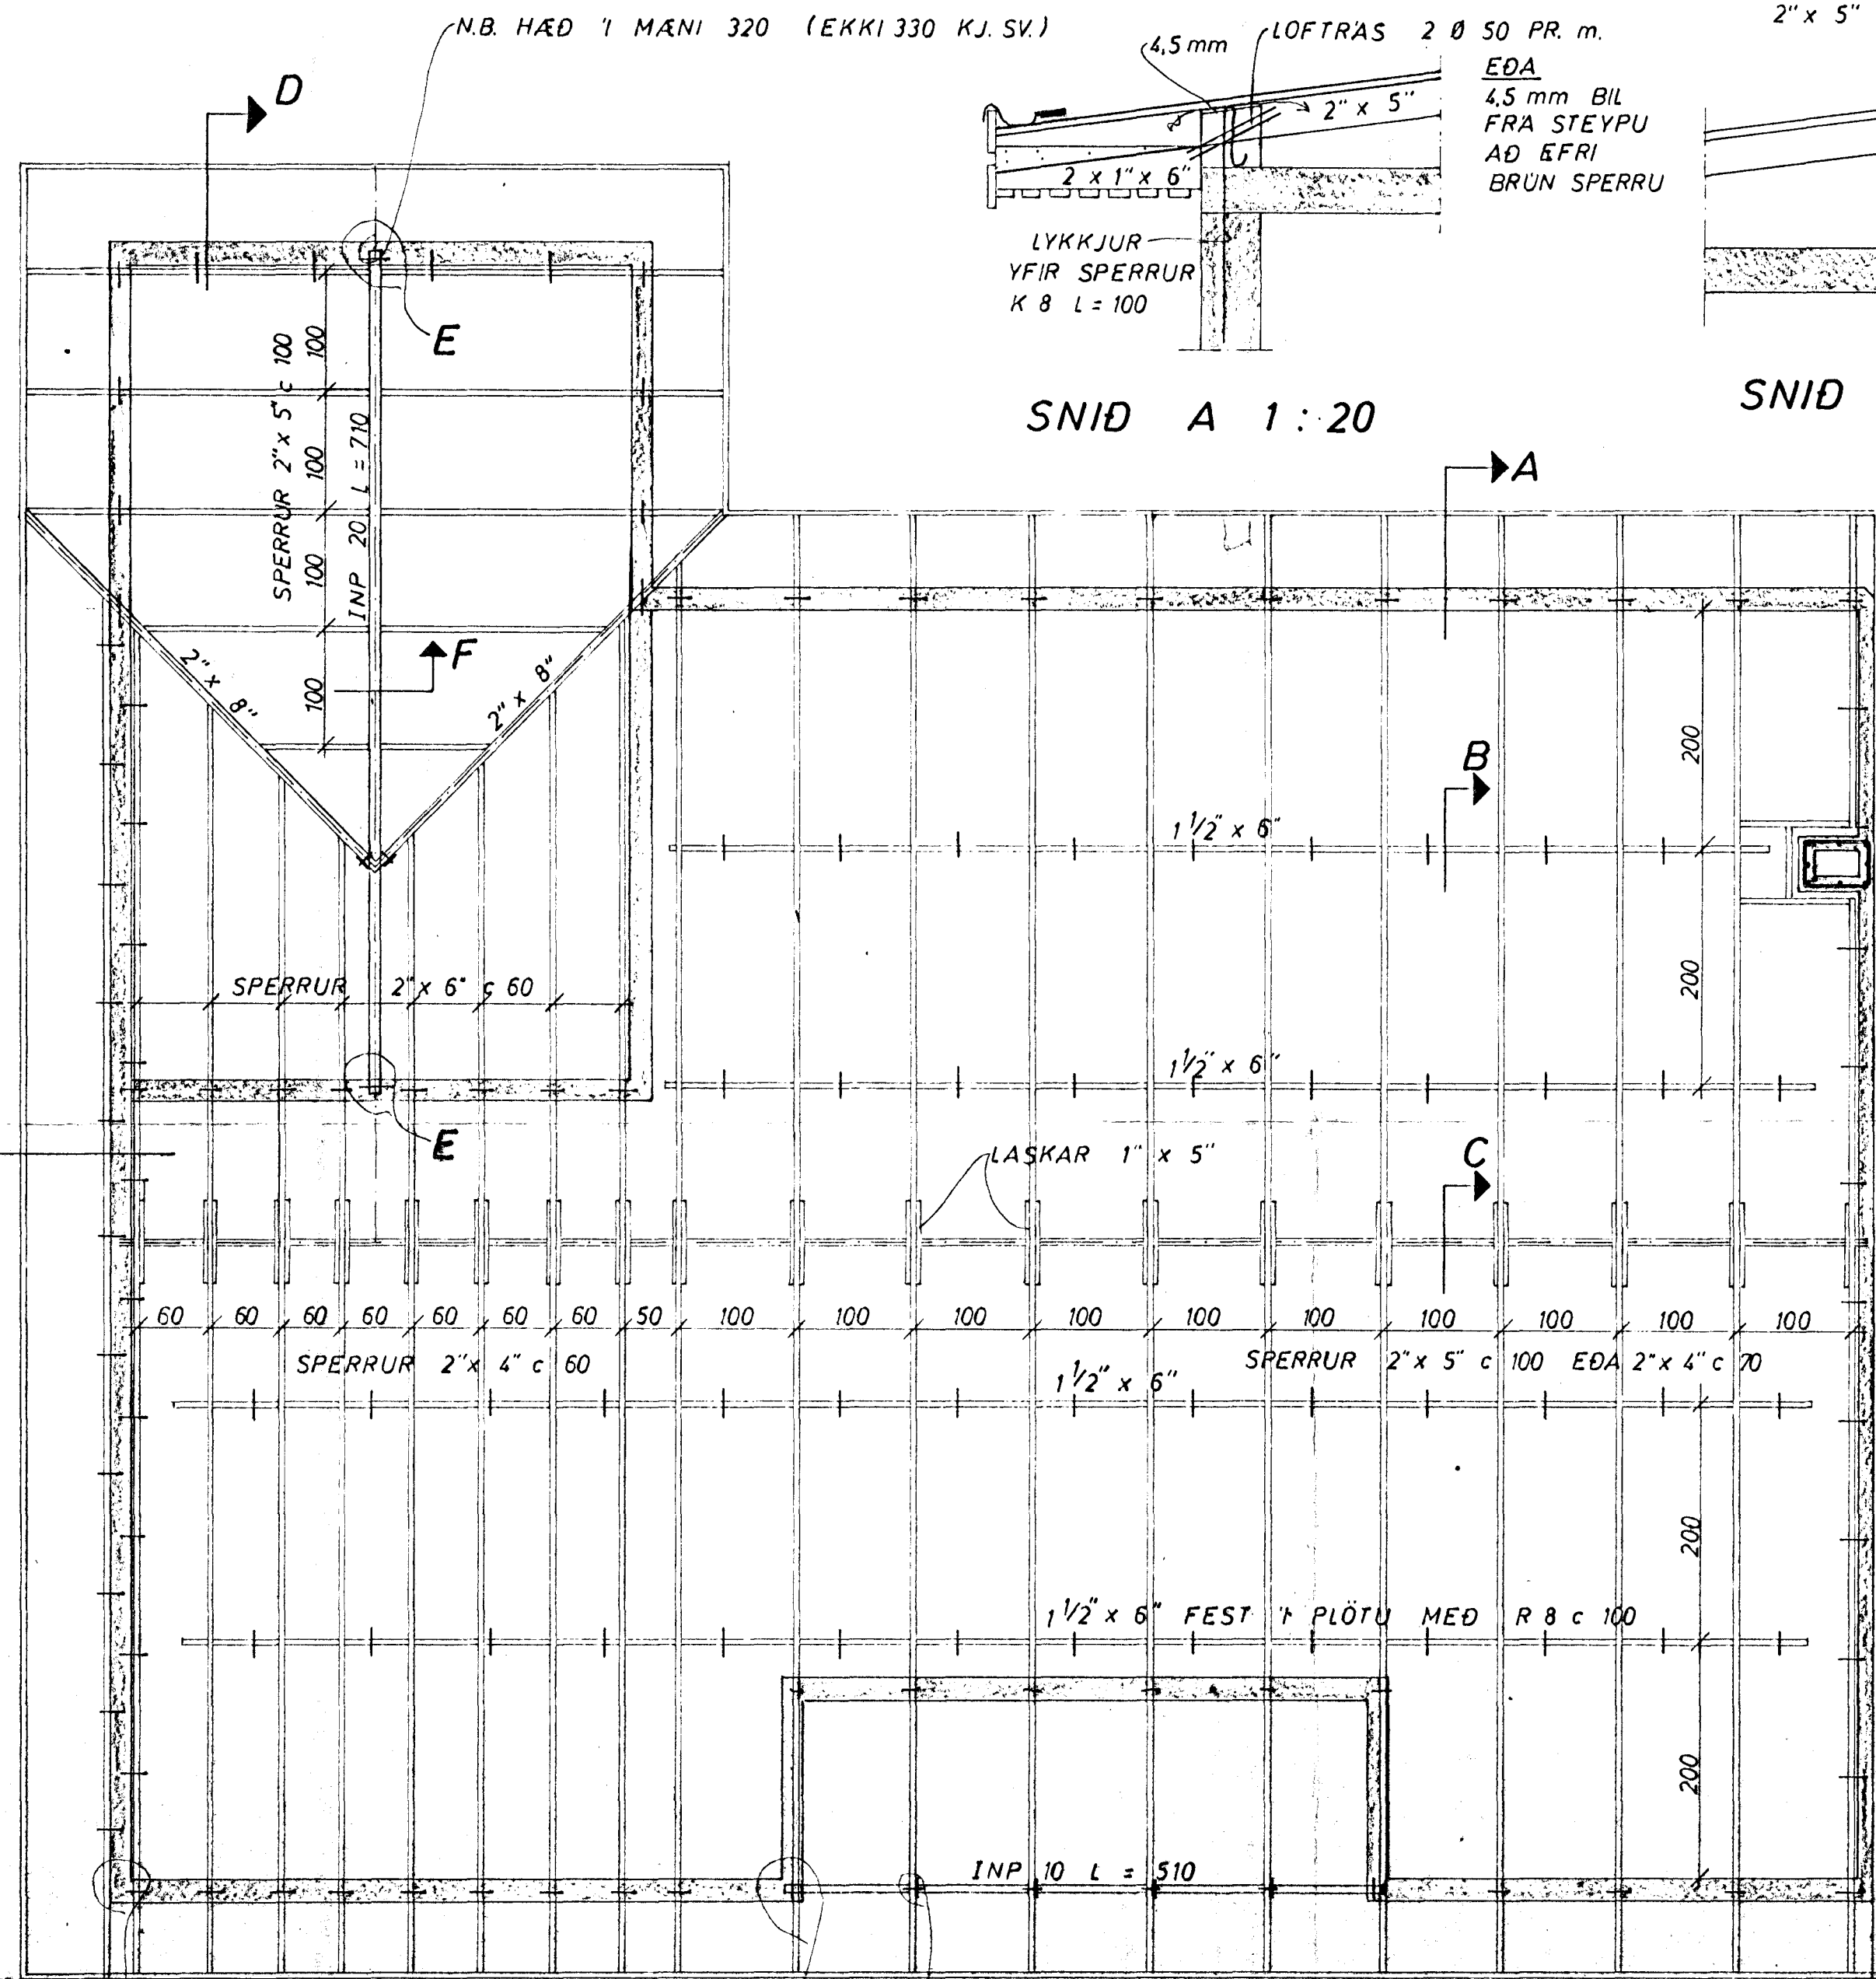 N.B. HÆÐ Í MÆNI 320 (EKKI 330 KJ. SV.)
4,5 mm
LOFTRÁS 2 Ø 50 PR. m.
EÐA
4,5 mm BIL
FRÁ STEYPU
AÐ EFRI
BRÚN SPERRU
2" x 5"
2" x 5"
2 x 1" x 6"
LYKKJUR
YFIR SPERRUR
K 8 L = 100
SNIÐ A 1 : 20
SNIÐ
D
E
SPERRUR 2" x 5" c 100
100
100
100
100
INP 20 L = 710
F
2" x 8"
2" x 8"
A
200
B
1 1/2" x 6"
SPERRUR 2" x 6" c 60
200
1 1/2" x 6"
E
LASKAR 1" x 5"
C
60 60 60 60 60 60 60 50 100 100 100 100 100 100 100 100 100 100
SPERRUR 2" x 4" c 60
SPERRUR 2" x 5" c 100 EÐA 2" x 4" c 70
1 1/2" x 6"
200
1 1/2" x 6" FEST Í PLÖTU MEÐ R 8 c 100
200
INP 10 L = 510